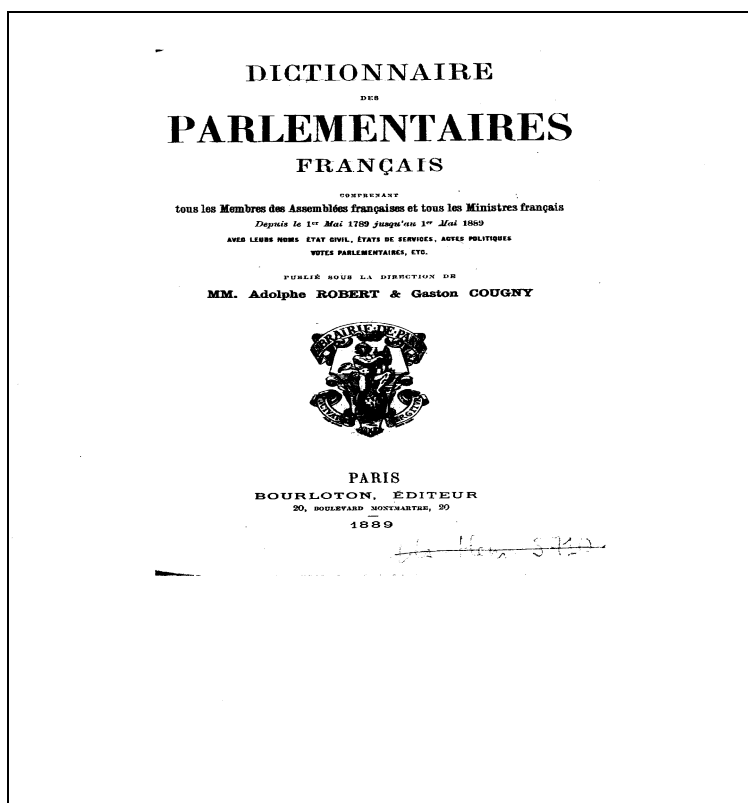 DICTIONNAIRE
DES
PARLEMENTAIRES
FRANÇAIS
COMPRENANT
tous les Membres des Assemblées françaises et tous les Ministres français
Depuis le 1er Mai 1789 jusqu'au 1er Mai 1889
AVEC LEURS NOMS ÉTAT CIVIL, ÉTATS DE SERVICES, ACTES POLITIQUES
VOTES PARLEMENTAIRES, ETC.
PUBLIÉ SOUS LA DIRECTION DE
MM. Adolphe ROBERT & Gaston COUGNY
LIBRAIRIE·DE·PARIS
PARIS
BOURLOTON, ÉDITEUR
20, BOULEVARD MONTMARTRE, 20
1889